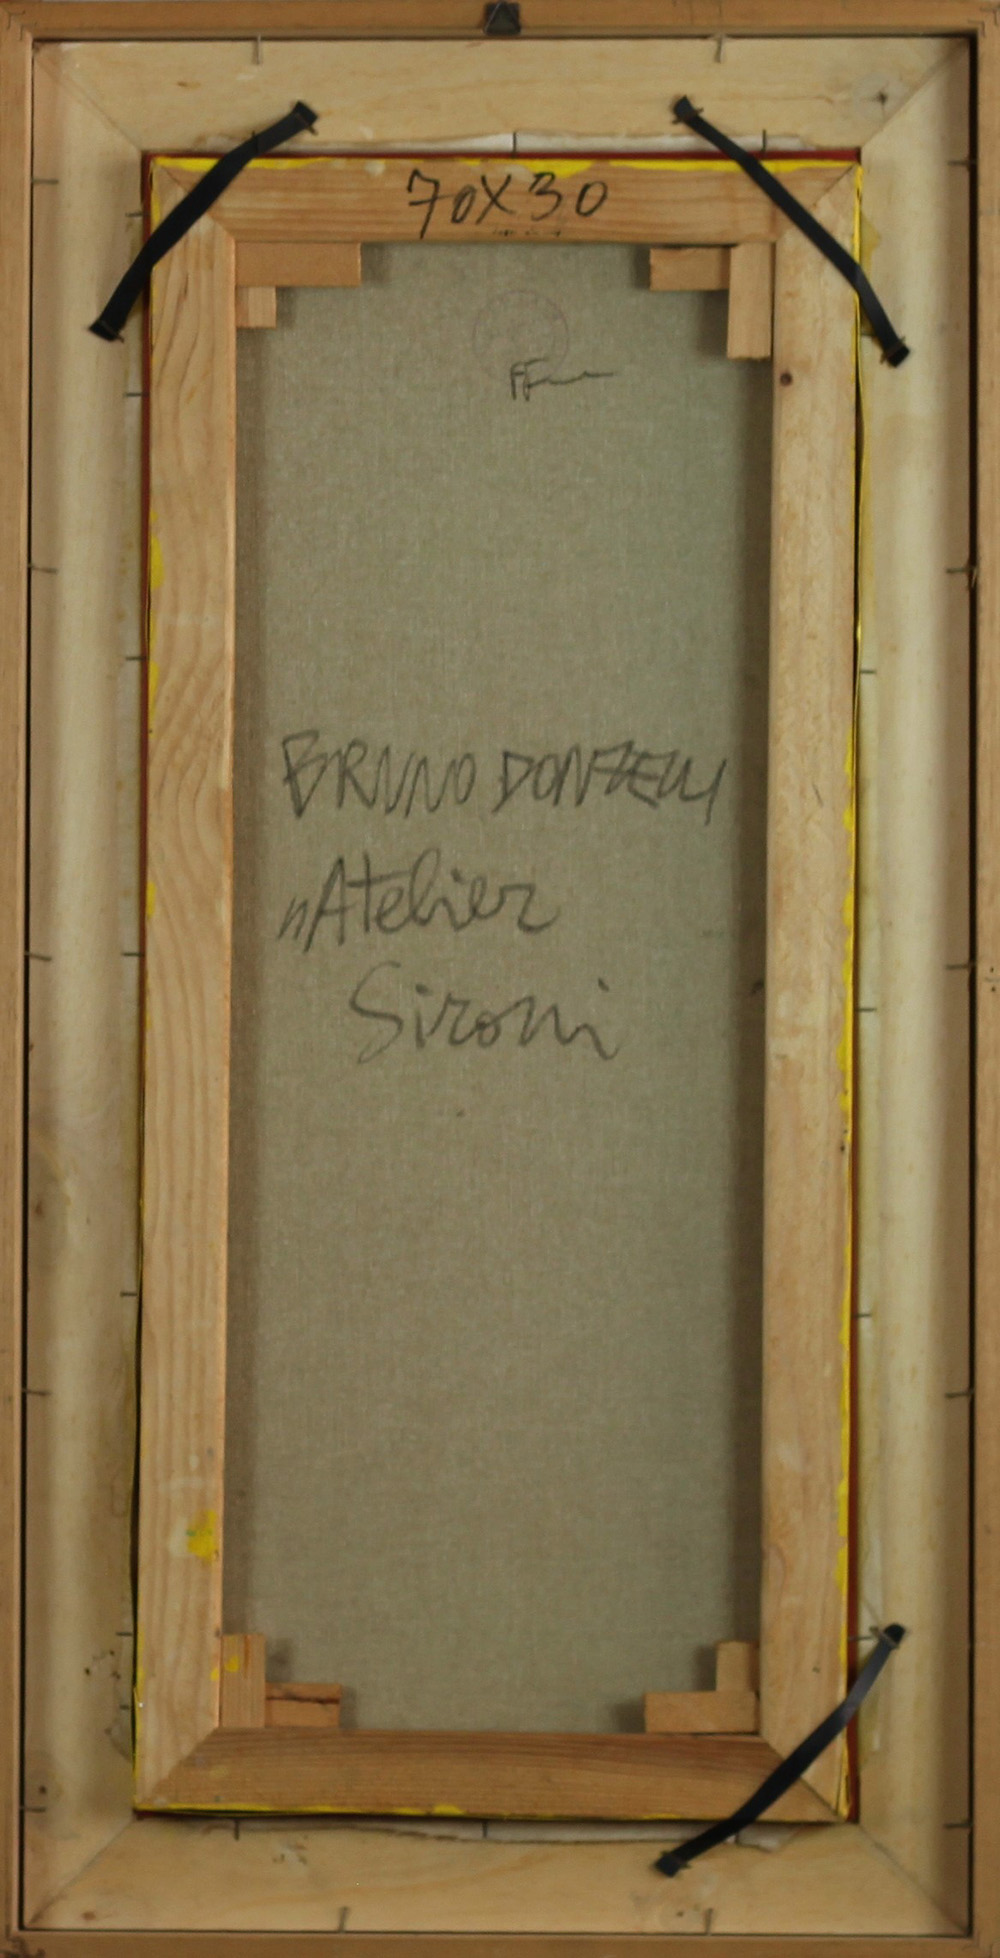 70X30
BRUNO DONZELLI
"Atelier
Sironi